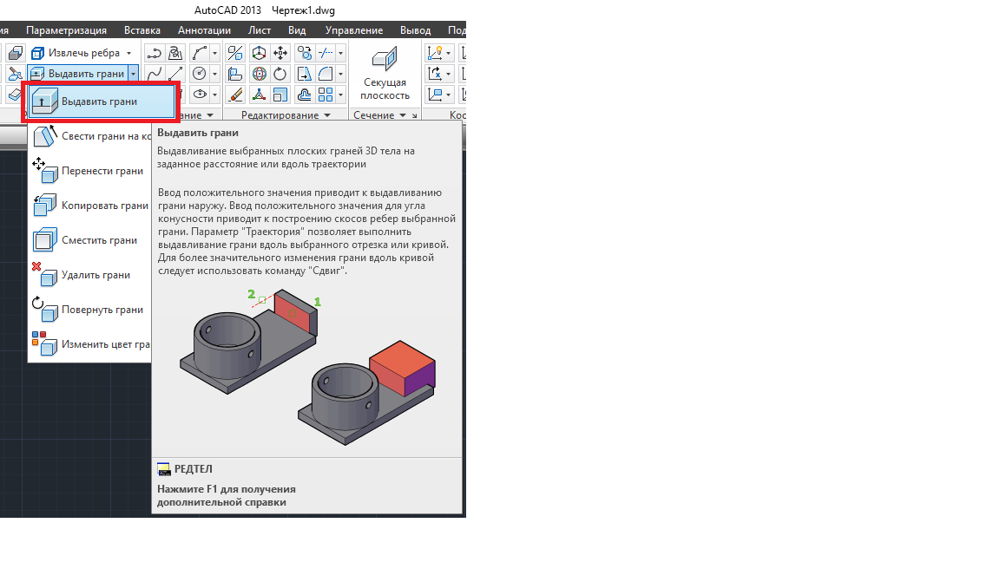 AutoCAD 2013 Чертеж1.dwg
ия Параметризация Вставка Аннотации Лист Вид Управление Вывод Под
Извлечь ребра
Выдавить грани
Секущая
плоскость
ние Редактирование Сечение Коо
Выдавить грани
Свести грани на ко
Перенести грани
Копировать грани
Сместить грани
Удалить грани
Повернуть грани
Изменить цвет гра
Выдавить грани
Выдавливание выбранных плоских граней 3D тела на
заданное расстояние или вдоль траектории
Ввод положительного значения приводит к выдавливанию
грани наружу. Ввод положительного значения для угла
конусности приводит к построению скосов ребер выбранной
грани. Параметр "Траектория" позволяет выполнить
выдавливание грани вдоль выбранного отрезка или кривой.
Для более значительного изменения грани вдоль кривой
следует использовать команду "Сдвиг".
2
1
РЕДТЕЛ
Нажмите F1 для получения
дополнительной справки